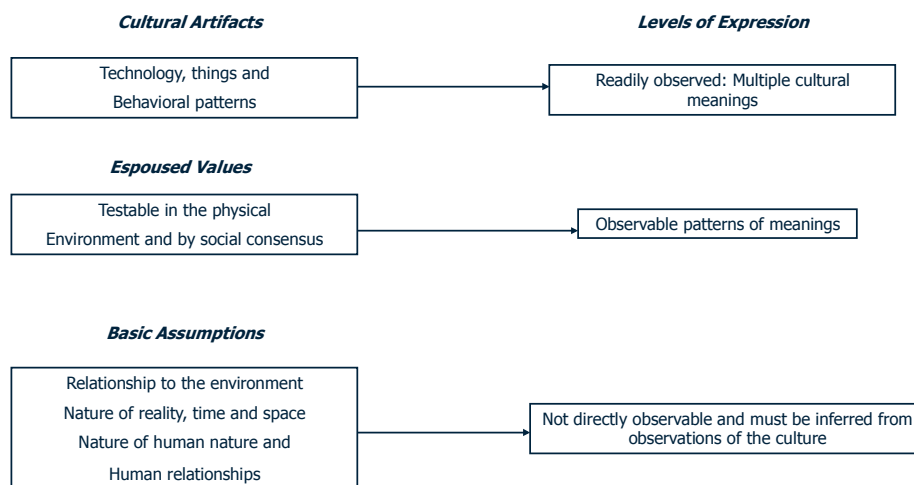 Cultural Artifacts
Levels of Expression
Technology, things and
Behavioral patterns
Readily observed: Multiple cultural
meanings
Espoused Values
Testable in the physical
Environment and by social consensus
Observable patterns of meanings
Basic Assumptions
Relationship to the environment
Nature of reality, time and space
Nature of human nature and
Human relationships
Not directly observable and must be inferred from
observations of the culture